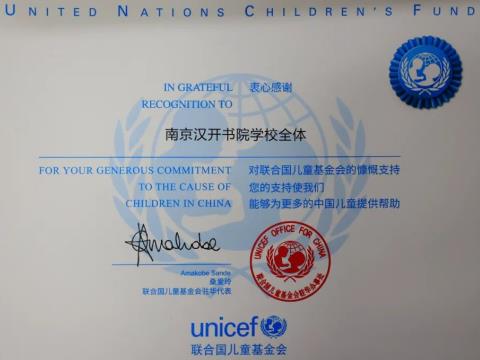 UNITED NATIONS CHILDREN'S FUND
IN GRATEFUL
RECOGNITION TO
衷心感谢
南京汉开书院学校全体
FOR YOUR GENEROUS COMMITMENT
TO THE CAUSE OF
CHILDREN IN CHINA
对联合国儿童基金会的慷慨支持
您的支持使我们
能够为更多的中国儿童提供帮助
Amakobe
Amakobe Sande
桑爱玲
联合国儿童基金会驻华代表
UNICEF OFFICE FOR CHINA
联合国儿童基金会驻华办事处
unicef
联合国儿童基金会